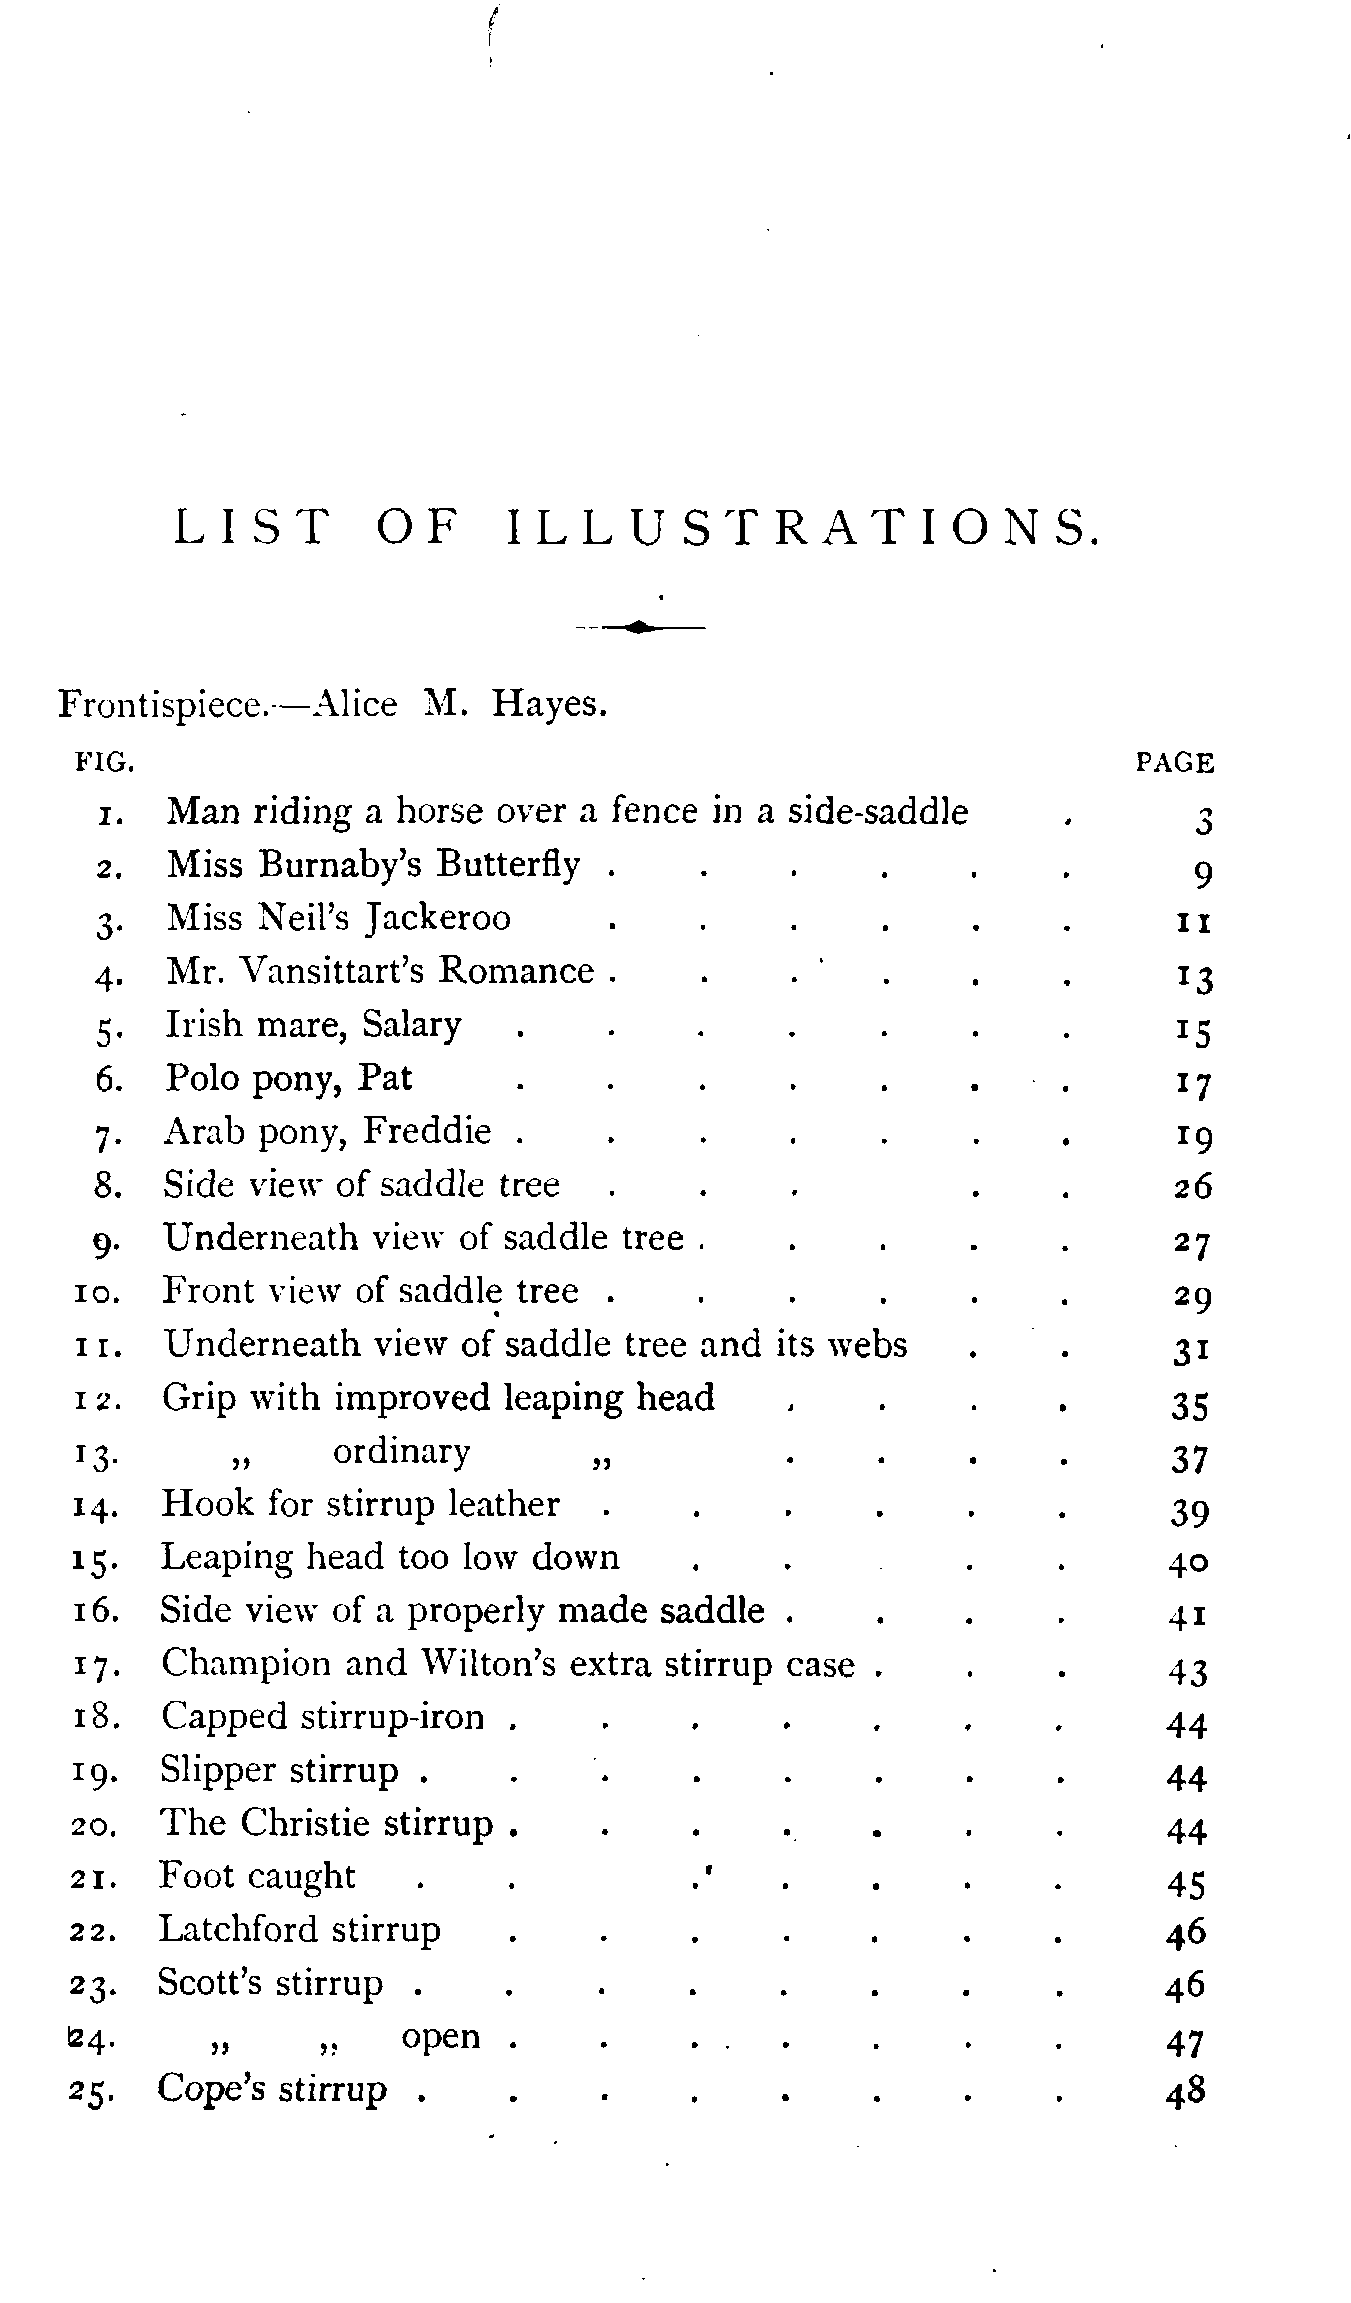 LIST OF ILLUSTRATIONS.
Frontispiece.—Alice M. Hayes.
FIG. PAGE
1. Man riding a horse over a fence in a side-saddle . 3
2. Miss Burnaby's Butterfly . . . . . . 9
3. Miss Neil's Jackeroo . . . . . . 11
4. Mr. Vansittart's Romance . . . . . . 13
5. Irish mare, Salary . . . . . . . 15
6. Polo pony, Pat . . . . . . . 17
7. Arab pony, Freddie . . . . . . . 19
8. Side view of saddle tree . . . . . 26
9. Underneath view of saddle tree . . . . . 27
10. Front view of saddle tree . . . . . . 29
11. Underneath view of saddle tree and its webs . . 31
12. Grip with improved leaping head . . . . 35
13. „ ordinary „ . . . . 37
14. Hook for stirrup leather . . . . . . 39
15. Leaping head too low down . . . . 40
16. Side view of a properly made saddle . . . . 41
17. Champion and Wilton's extra stirrup case . . . 43
18. Capped stirrup-iron . . . . . . . 44
19. Slipper stirrup . . . . . . . . 44
20. The Christie stirrup . . . . . . . 44
21. Foot caught . . . . . . . 45
22. Latchford stirrup . . . . . . . 46
23. Scott's stirrup . . . . . . . . 46
24. „ „ open . . . . . . . 47
25. Cope's stirrup . . . . . . . . 48